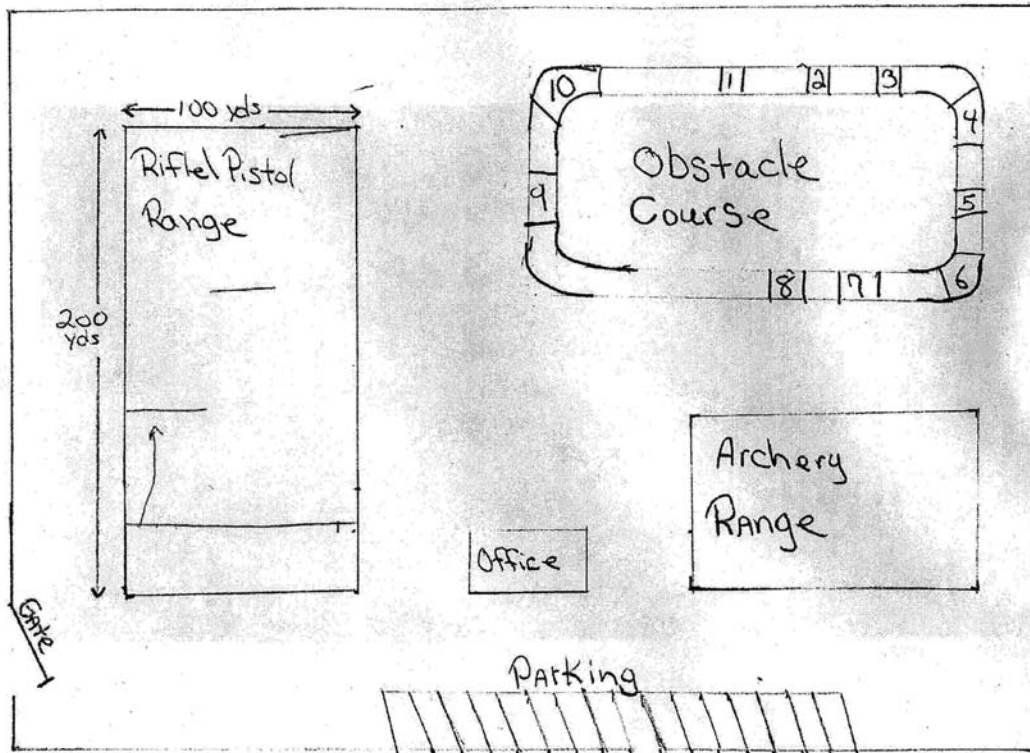 100 yds
Rifle/Pistol
Range
200
yds
10
1
2
3
4
5
6
7
8
9
Obstacle
Course
Archery
Range
Office
Gate
Parking